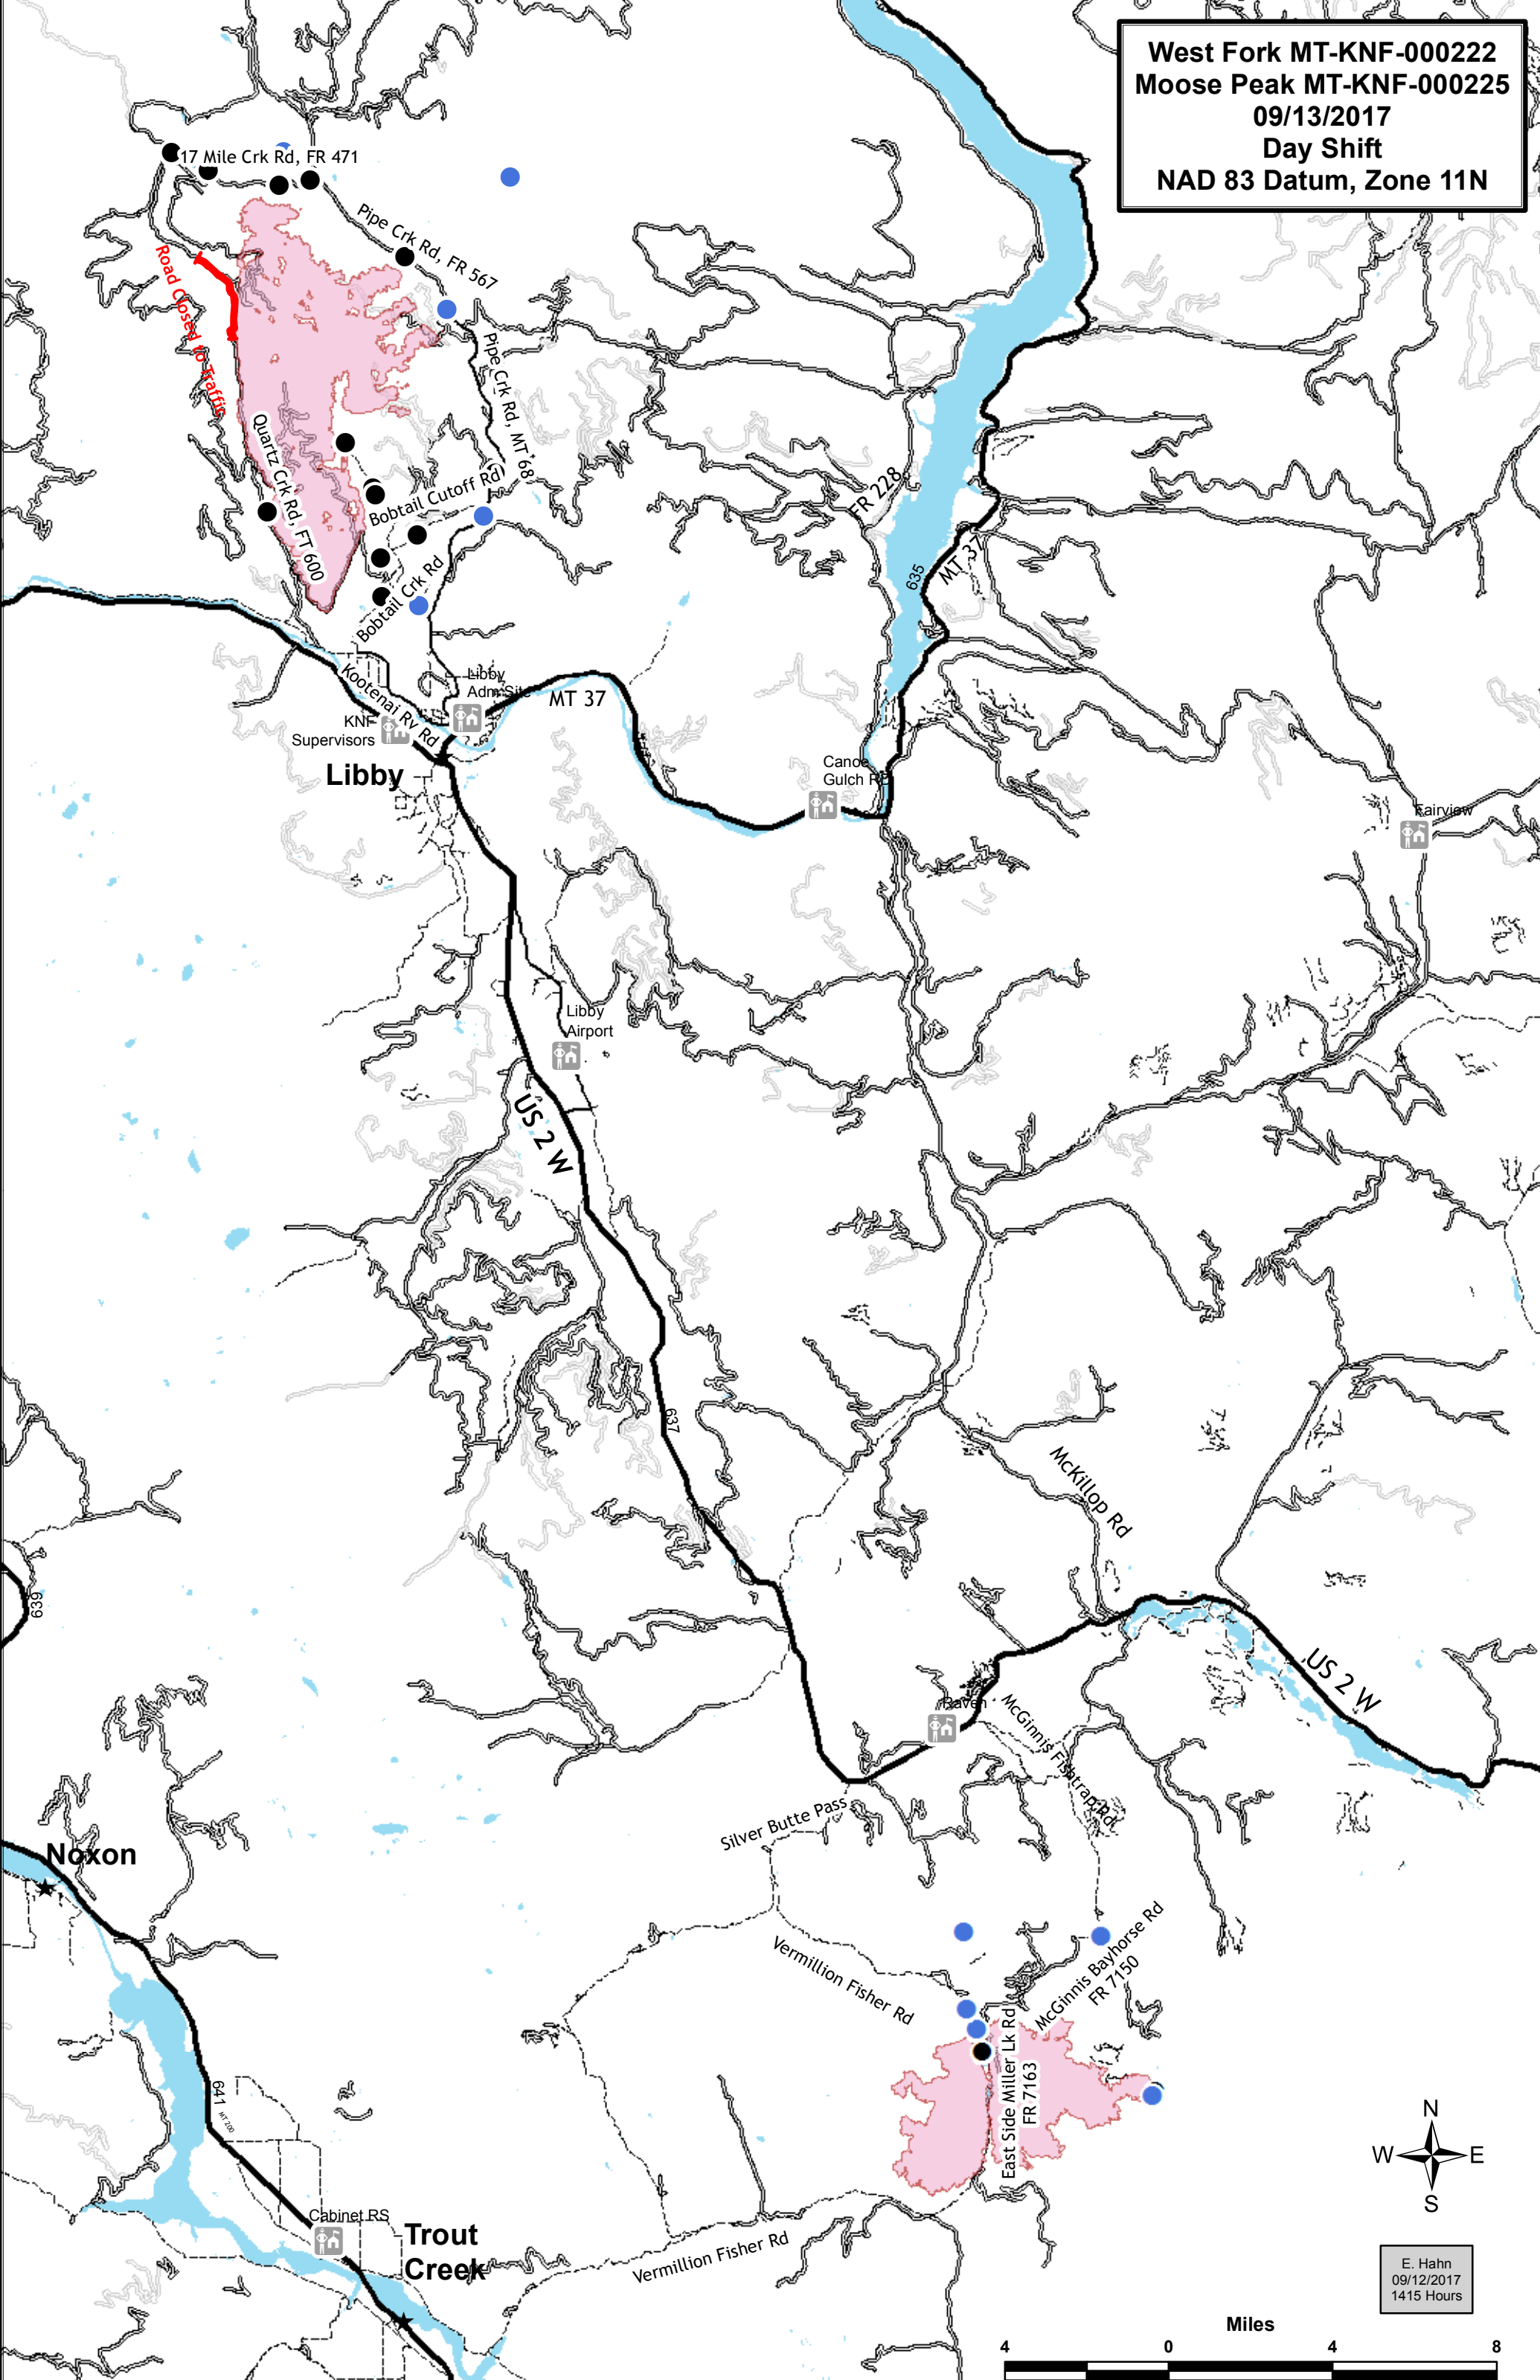 West Fork MT-KNF-000222
Moose Peak MT-KNF-000225
09/13/2017
Day Shift
NAD 83 Datum, Zone 11N
17 Mile Crk Rd, FR 471
Pipe Crk Rd, FR 567
Road Closed to Traffic
Pipe Crk Rd, MT 68
Quartz Crk Rd, FT 600
Bobtail Cutoff Rd
FR 228
MT 37
635
Bobtail Crk Rd
Libby
Adm Site
MT 37
Kootenai Rv Rd
KNF
Supervisors
Libby
Canoe
Gulch RD
Fairview
Libby
Airport
US 2 W
637
McKillop Rd
639
US 2 W
Raven
McGinnis Fishtrap Rd
Silver Butte Pass
Noxon
McGinnis Bayhorse Rd
FR 7150
Vermillion Fisher Rd
East Side Miller Lk Rd
FR 7163
641
MT 200
N
W
E
S
Cabinet RS
Trout
Creek
Vermillion Fisher Rd
E. Hahn
09/12/2017
1415 Hours
Miles
4 0 4 8